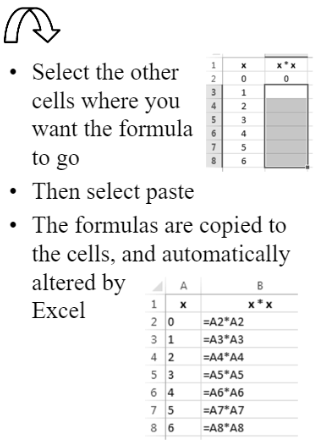 • Select the other
cells where you
want the formula
to go
1 x x*x
2 0 0
3 1
4 2
5 3
6 4
7 5
8 6
• Then select paste
• The formulas are copied to
the cells, and automatically
altered by
Excel
A B
1 x x*x
2 0 =A2*A2
3 1 =A3*A3
4 2 =A4*A4
5 3 =A5*A5
6 4 =A6*A6
7 5 =A7*A7
8 6 =A8*A8